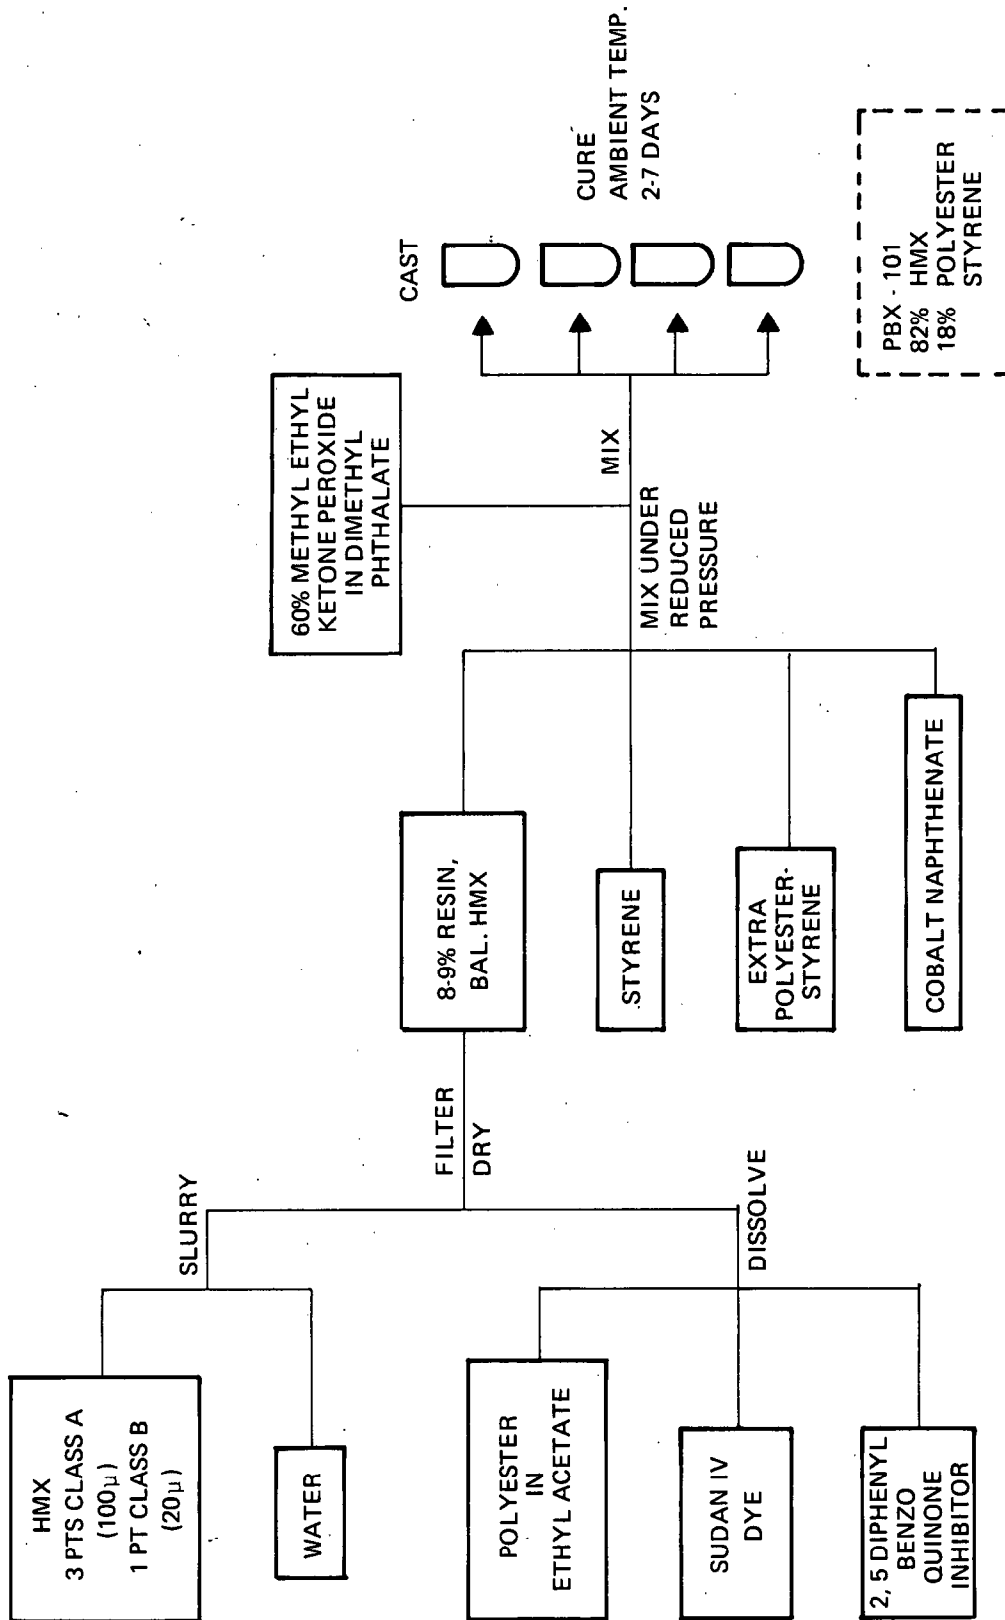 HMX
3 PTS CLASS A
(100μ)
1 PT CLASS B
(20μ)
WATER
SLURRY
POLYESTER
IN
ETHYL ACETATE
SUDAN IV
DYE
2, 5 DIPHENYL
BENZO
QUINONE
INHIBITOR
DISSOLVE
FILTER
DRY
8-9% RESIN,
BAL. HMX
STYRENE
EXTRA
POLYESTER-
STYRENE
COBALT NAPHTHENATE
MIX UNDER
REDUCED
PRESSURE
60% METHYL ETHYL
KETONE PEROXIDE
IN DIMETHYL
PHTHALATE
MIX
CAST
CURE
AMBIENT TEMP.
2-7 DAYS
PBX - 101
82% HMX
18% POLYESTER
STYRENE